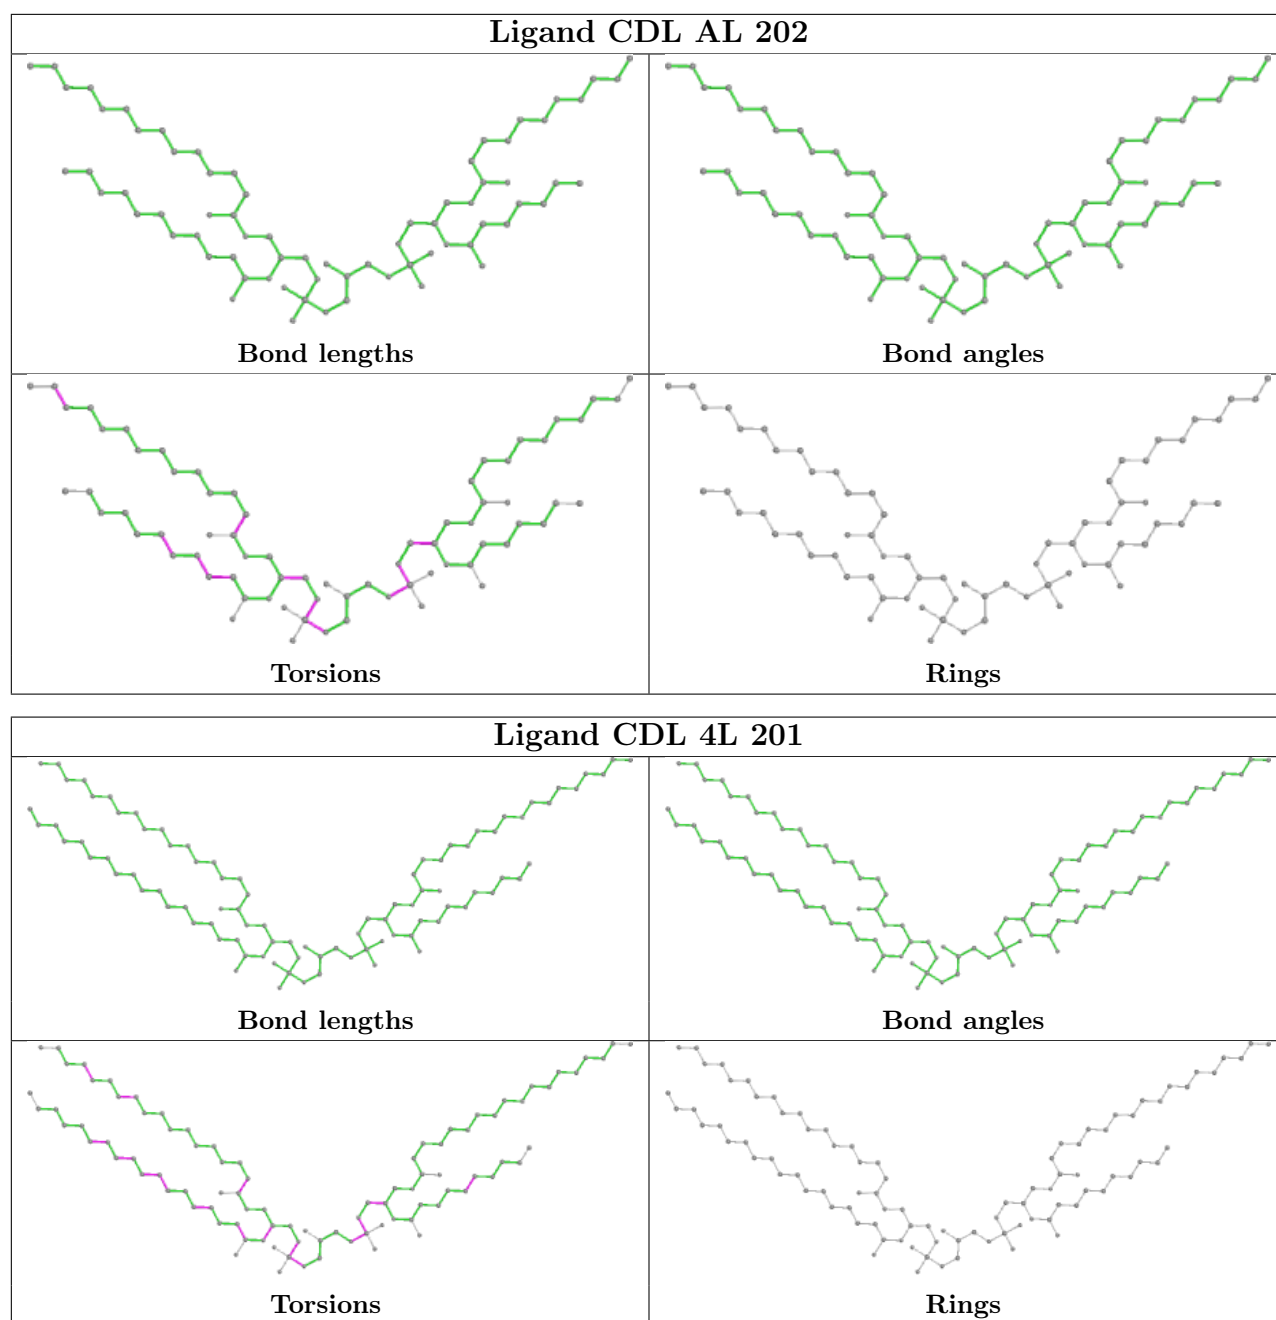 Ligand CDL AL 202
Bond lengths
Bond angles
Torsions
Rings
Ligand CDL 4L 201
Bond lengths
Bond angles
Torsions
Rings